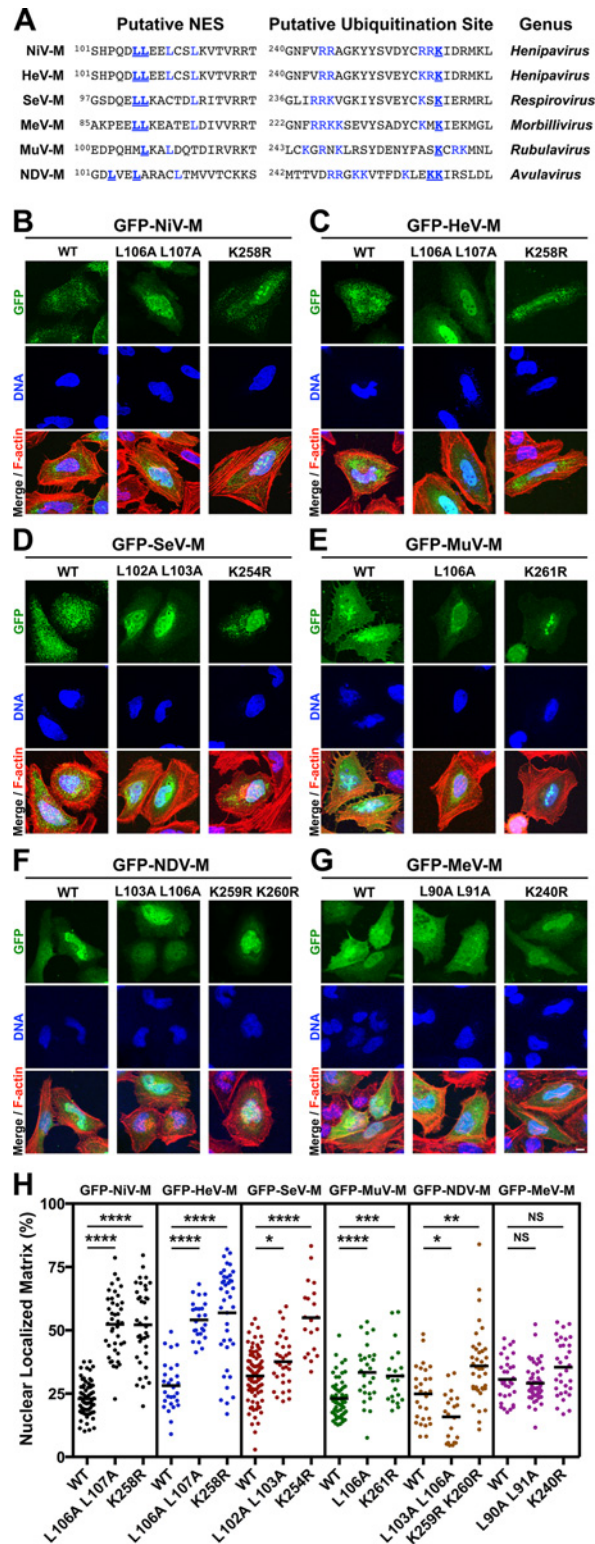 A
Putative NES Putative Ubiquitination Site Genus
NiV-M 101SHPQDLLEELCSLKVTVRRT 240GNFVRRAGKYYSVDYCRRKIDRMKL Henipavirus
HeV-M 101SHPQDLLEELCSLKVTVRRT 240GNFVRRAGKYYSVDYCRRKIDRMKL Henipavirus
SeV-M 97GSDQELLKACTDLRITVRRT 236GLIRRKVGKIYSVEYCKSKIERMRL Respirovirus
MeV-M 85AKPEELLKEATELDIVVRRT 222GNFRRKKSEVYSADYCKMKIEKMGL Morbillivirus
MuV-M 100EDPQHMLKALDQTDIVVRKT 243LCKGRNKLRSYDENYFASKCRKMNL Rubulavirus
NDV-M 101GDLVELARACLTMVVTCKKS 242MTTVDRRGKKVTFDKLEKKIRSLDL Avulavirus
B
GFP-NiV-M
WT L106A L107A K258R
GFP
DNA
Merge / F-actin
C
GFP-HeV-M
WT L106A L107A K258R
GFP
DNA
Merge / F-actin
D
GFP-SeV-M
WT L102A L103A K254R
GFP
DNA
Merge / F-actin
E
GFP-MuV-M
WT L106A K261R
GFP
DNA
Merge / F-actin
F
GFP-NDV-M
WT L103A L106A K259R K260R
GFP
DNA
Merge / F-actin
G
GFP-MeV-M
WT L90A L91A K240R
GFP
DNA
Merge / F-actin
H
GFP-NiV-M GFP-HeV-M GFP-SeV-M GFP-MuV-M GFP-NDV-M GFP-MeV-M
Nuclear Localized Matrix (%)
100
75
50
25
0
**** **** **** *** ** NS
**** **** * **** * NS
WT L106A L107A K258R WT L106A L107A K258R WT L102A L103A K254R WT L106A K261R WT L103A L106A K259R K260R WT L90A L91A K240R